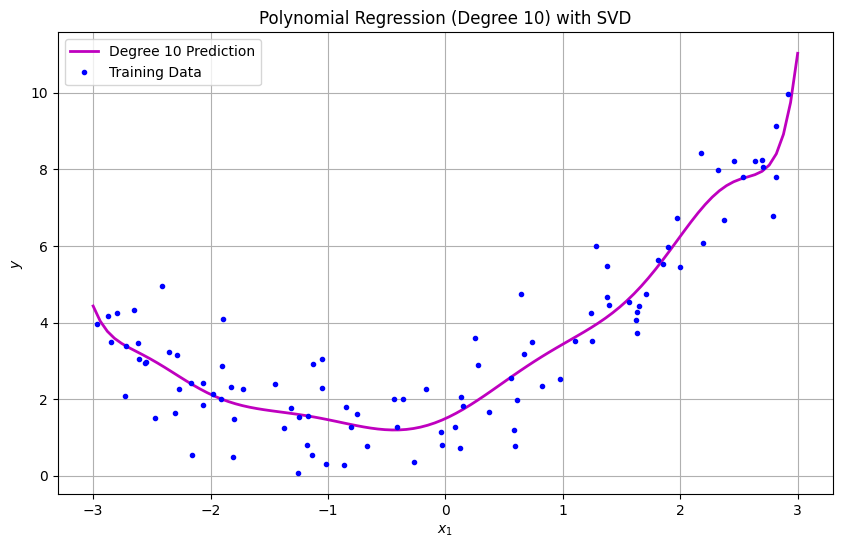 Polynomial Regression (Degree 10) with SVD
Degree 10 Prediction
Training Data
10
8
6
4
2
0
y
−3 −2 −1 0 1 2 3
x₁